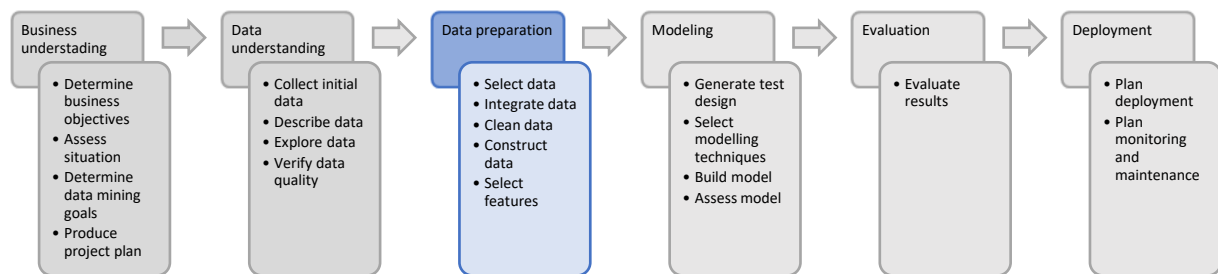 Business
understading
• Determine
business
objectives
• Assess
situation
• Determine
data mining
goals
• Produce
project plan
Data
understanding
• Collect initial
data
• Describe data
• Explore data
• Verify data
quality
Data preparation
• Select data
• Integrate data
• Clean data
• Construct
data
• Select
features
Modeling
• Generate test
design
• Select
modelling
techniques
• Build model
• Assess model
Evaluation
• Evaluate
results
Deployment
• Plan
deployment
• Plan
monitoring
and
maintenance